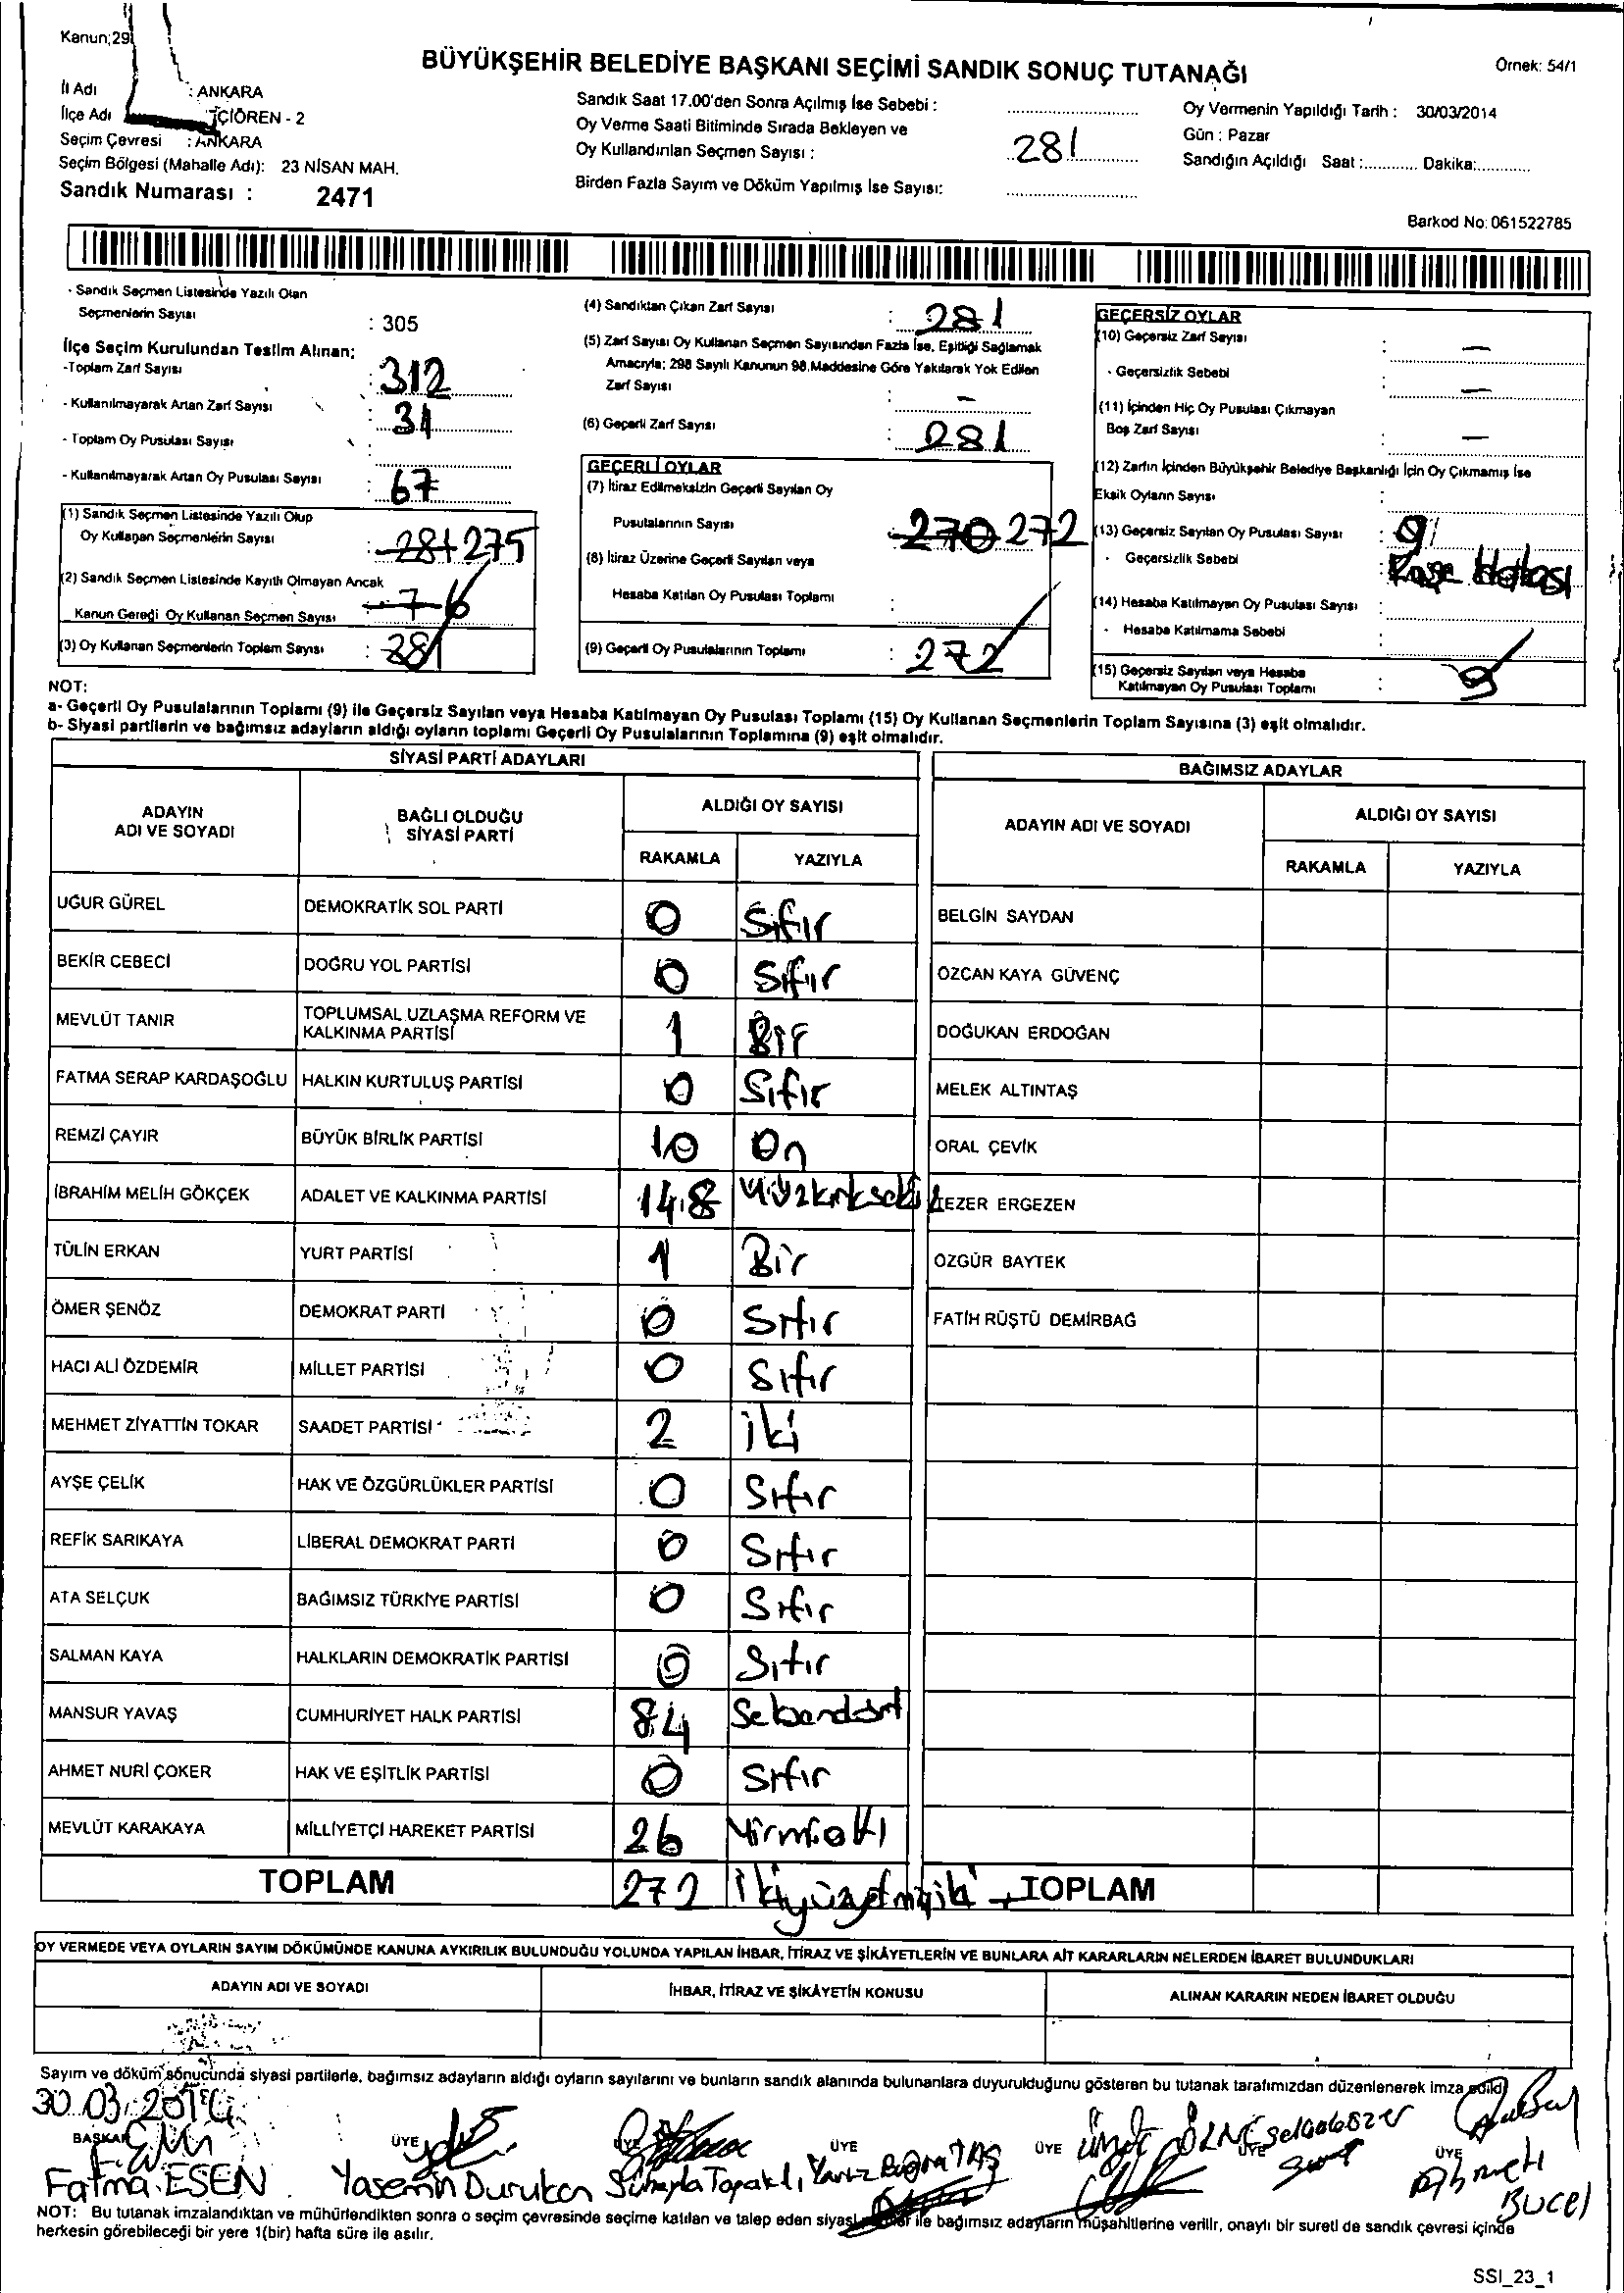 Kanun;29
BÜYÜKŞEHİR BELEDİYE BAŞKANI SEÇİMİ SANDIK SONUÇ TUTANAĞI
Örnek: 54/1
İl Adı : ANKARA
İlçe Adı ÇİÖREN - 2
Seçim Çevresi : ANKARA
Seçim Bölgesi (Mahalle Adı): 23 NİSAN MAH.
Sandık Numarası : 2471
Sandık Saat 17.00'den Sonra Açılmış İse Sebebi :
Oy Verme Saati Bitiminde Sırada Bekleyen ve
Oy Kullandırılan Seçmen Sayısı : 281
Birden Fazla Sayım ve Döküm Yapılmış İse Sayısı:
Oy Vermenin Yapıldığı Tarih : 30/03/2014
Gün : Pazar
Sandığın Açıldığı Saat :............ Dakika:............
Barkod No: 061522785
- Sandık Seçmen Listesinde Yazılı Olan
Seçmenlerin Sayısı : 305
İlçe Seçim Kurulundan Teslim Alınan:
-Toplam Zarf Sayısı : 312
- Kullanılmayarak Artan Zarf Sayısı : 31
- Toplam Oy Pusulası Sayısı :
- Kullanılmayarak Artan Oy Pusulası Sayısı : 67
(1) Sandık Seçmen Listesinde Yazılı Olup
Oy Kullanan Seçmenlerin Sayısı : 281 275
(2) Sandık Seçmen Listesinde Kayıtlı Olmayan Ancak
Kanun Gereği Oy Kullanan Seçmen Sayısı 7 6
(3) Oy Kullanan Seçmenlerin Toplam Sayısı : 281
(4) Sandıktan Çıkan Zarf Sayısı : 281
(5) Zarf Sayısı Oy Kullanan Seçmen Sayısından Fazla İse, Eşitliği Sağlamak
Amacıyla; 298 Sayılı Kanunun 98.Maddesine Göre Yakılarak Yok Edilen
Zarf Sayısı : -
(6) Geçerli Zarf Sayısı : 281
GEÇERLİ OYLAR
(7) İtiraz Edilmeksizin Geçerli Sayılan Oy
Pusulalarının Sayısı : 270 272
(8) İtiraz Üzerine Geçerli Sayılan veya
Hesaba Katılan Oy Pusulası Toplamı :
(9) Geçerli Oy Pusulalarının Toplamı : 272
GEÇERSİZ OYLAR
(10) Geçersiz Zarf Sayısı : -
- Geçersizlik Sebebi : -
(11) İçinden Hiç Oy Pusulası Çıkmayan
Boş Zarf Sayısı : -
(12) Zarfın İçinden Büyükşehir Belediye Başkanlığı İçin Oy Çıkmamış İse
Eksik Oyların Sayısı :
(13) Geçersiz Sayılan Oy Pusulası Sayısı : 9
- Geçersizlik Sebebi : Kaşe Hatası
(14) Hesaba Katılmayan Oy Pusulası Sayısı :
- Hesaba Katılmama Sebebi :
(15) Geçersiz Sayılan veya Hesaba
Katılmayan Oy Pusulası Toplamı : 9
NOT:
a- Geçerli Oy Pusulalarının Toplamı (9) ile Geçersiz Sayılan veya Hesaba Katılmayan Oy Pusulası Toplamı (15) Oy Kullanan Seçmenlerin Toplam Sayısına (3) eşit olmalıdır.
b- Siyasi partilerin ve bağımsız adayların aldığı oyların toplamı Geçerli Oy Pusulalarının Toplamına (9) eşit olmalıdır.
SİYASİ PARTİ ADAYLARI
ADAYIN ADI VE SOYADI
BAĞLI OLDUĞU SİYASİ PARTİ
ALDIĞI OY SAYISI
RAKAMLA YAZIYLA
UĞUR GÜREL DEMOKRATİK SOL PARTİ 0 Sıfır
BEKİR CEBECİ DOĞRU YOL PARTİSİ 0 Sıfır
MEVLÜT TANIR TOPLUMSAL UZLAŞMA REFORM VE KALKINMA PARTİSİ 1 Bir
FATMA SERAP KARDAŞOĞLU HALKIN KURTULUŞ PARTİSİ 0 Sıfır
REMZİ ÇAYIR BÜYÜK BİRLİK PARTİSİ 10 On
İBRAHİM MELİH GÖKÇEK ADALET VE KALKINMA PARTİSİ 148 Yüzkırksekiz
TÜLİN ERKAN YURT PARTİSİ 1 Bir
ÖMER ŞENÖZ DEMOKRAT PARTİ 0 Sıfır
HACI ALİ ÖZDEMİR MİLLET PARTİSİ 0 Sıfır
MEHMET ZİYATTİN TOKAR SAADET PARTİSİ 2 iki
AYŞE ÇELİK HAK VE ÖZGÜRLÜKLER PARTİSİ 0 Sıfır
REFİK SARIKAYA LİBERAL DEMOKRAT PARTİ 0 Sıfır
ATA SELÇUK BAĞIMSIZ TÜRKİYE PARTİSİ 0 Sıfır
SALMAN KAYA HALKLARIN DEMOKRATİK PARTİSİ 0 Sıfır
MANSUR YAVAŞ CUMHURİYET HALK PARTİSİ 84 Seksendört
AHMET NURİ ÇOKER HAK VE EŞİTLİK PARTİSİ 0 Sıfır
MEVLÜT KARAKAYA MİLLİYETÇİ HAREKET PARTİSİ 26 Yirmialtı
TOPLAM 272 İkiyüzyetmişiki
BAĞIMSIZ ADAYLAR
ADAYIN ADI VE SOYADI
ALDIĞI OY SAYISI
RAKAMLA YAZIYLA
BELGİN SAYDAN
ÖZCAN KAYA GÜVENÇ
DOĞUKAN ERDOĞAN
MELEK ALTINTAŞ
ORAL ÇEVİK
EZER ERGEZEN
ÖZGÜR BAYTEK
FATİH RÜŞTÜ DEMİRBAĞ
TOPLAM
OY VERMEDE VEYA OYLARIN SAYIM DÖKÜMÜNDE KANUNA AYKIRILIK BULUNDUĞU YOLUNDA YAPILAN İHBAR, İTİRAZ VE ŞİKÂYETLERİN VE BUNLARA AİT KARARLARIN NELERDEN İBARET BULUNDUKLARI
ADAYIN ADI VE SOYADI
İHBAR, İTİRAZ VE ŞİKÂYETİN KONUSU
ALINAN KARARIN NEDEN İBARET OLDUĞU
Sayım ve döküm sonucunda siyasi partilerle, bağımsız adayların aldığı oyların sayılarını ve bunların sandık alanında bulunanlara duyurulduğunu gösteren bu tutanak tarafımızdan düzenlenerek imza edildi
30.03.2014
BAŞKAN ÜYE ÜYE ÜYE ÜYE ÜYE
Fatma ESEN Yasemin Durukan Süheyla Topaklı Yavuz Buğra TAŞ Ahmet BUCEL
NOT: Bu tutanak imzalandıktan ve mühürlendikten sonra o seçim çevresinde seçime katılan ve talep eden siyasi ile bağımsız adayların müşahitlerine verilir, onaylı bir sureti de sandık çevresi içinde
herkesin görebileceği bir yere 1(bir) hafta süre ile asılır.
SSI_23_1